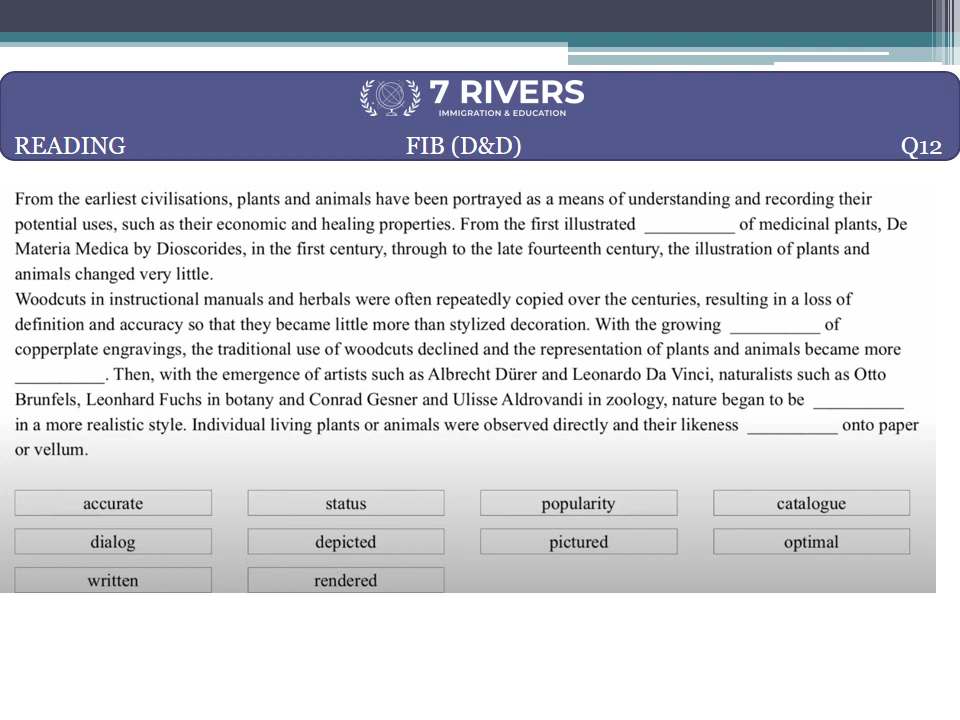 7 RIVERS
IMMIGRATION & EDUCATION
READING FIB (D&D) Q12
From the earliest civilisations, plants and animals have been portrayed as a means of understanding and recording their
potential uses, such as their economic and healing properties. From the first illustrated __________ of medicinal plants, De
Materia Medica by Dioscorides, in the first century, through to the late fourteenth century, the illustration of plants and
animals changed very little.
Woodcuts in instructional manuals and herbals were often repeatedly copied over the centuries, resulting in a loss of
definition and accuracy so that they became little more than stylized decoration. With the growing __________ of
copperplate engravings, the traditional use of woodcuts declined and the representation of plants and animals became more
__________. Then, with the emergence of artists such as Albrecht Dürer and Leonardo Da Vinci, naturalists such as Otto
Brunfels, Leonhard Fuchs in botany and Conrad Gesner and Ulisse Aldrovandi in zoology, nature began to be __________
in a more realistic style. Individual living plants or animals were observed directly and their likeness __________ onto paper
or vellum.
accurate status popularity catalogue
dialog depicted pictured optimal
written rendered